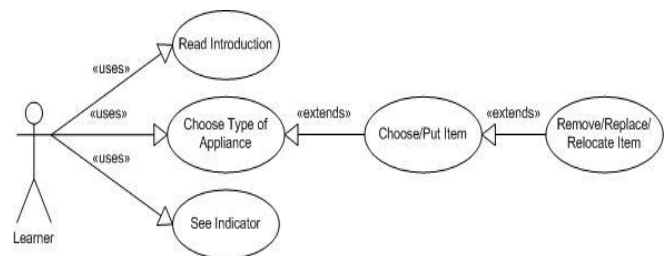 Read Introduction
«uses»
«uses»
«extends»
«extends»
Choose Type of
Appliance
Choose/Put Item
Remove/Replace/
Relocate Item
«uses»
See Indicator
Learner